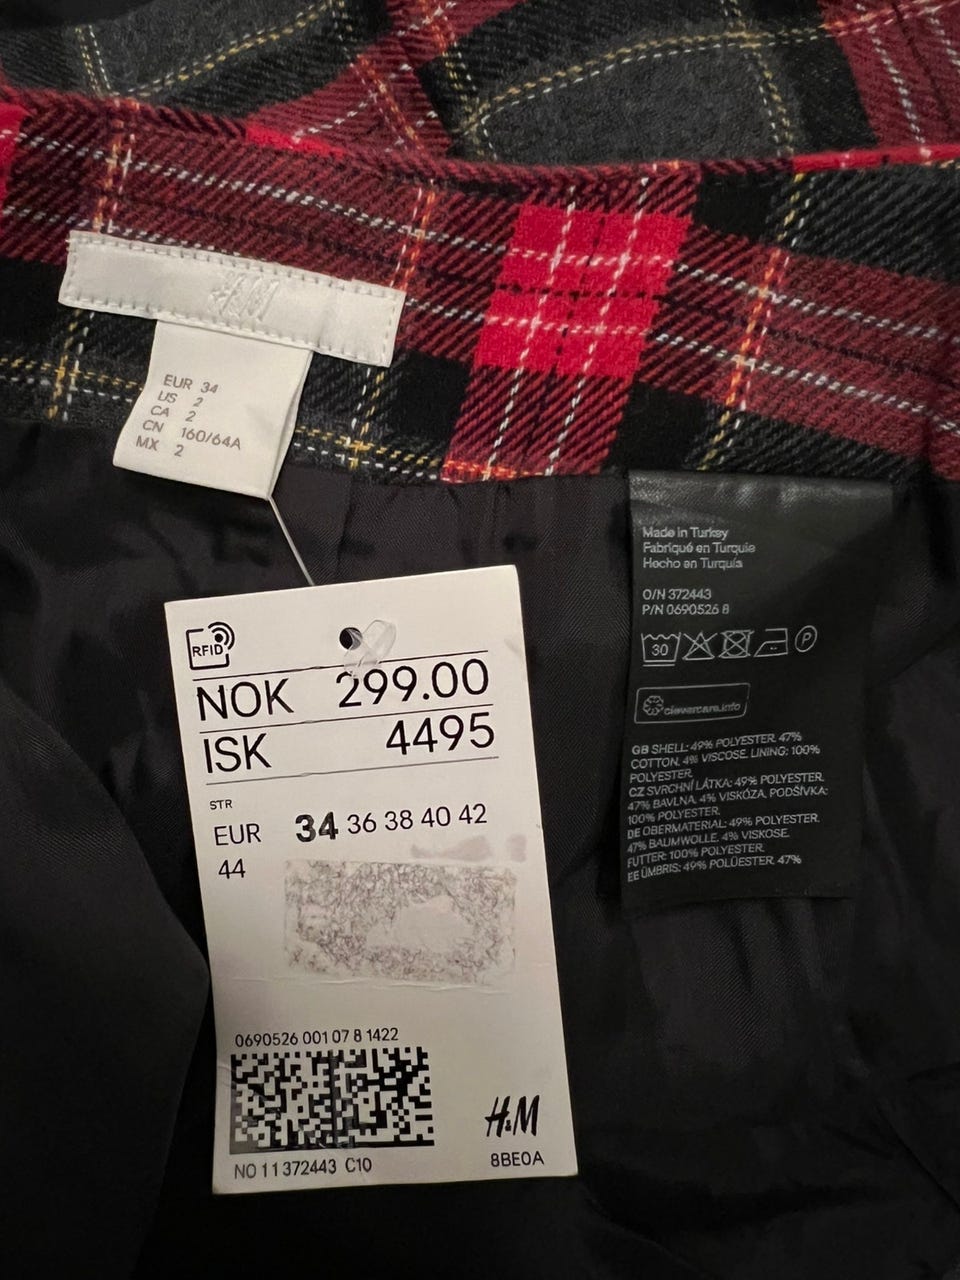 H&M
EUR 34
US 2
CA 2
CN 160/64A
MX 2
RFID
NOK 299.00
ISK 4495
STR
EUR 34 36 38 40 42
44
0690526 001 07 8 1422
H&M
NO 11 372443 C10
8BE0A
Made in Turkey
Fabriqué en Turquie
Hecho en Turquía
O/N 372443
P/N 0690526 8
30
P
clevercare.info
GB SHELL: 49% POLYESTER. 47%
COTTON. 4% VISCOSE. LINING: 100%
POLYESTER.
CZ SVRCHNÍ LÁTKA: 49% POLYESTER.
47% BAVLNA. 4% VISKÓZA. PODŠÍVKA:
100% POLYESTER.
DE OBERMATERIAL: 49% POLYESTER.
47% BAUMWOLLE. 4% VISKOSE.
FUTTER: 100% POLYESTER.
EE ÜMBRIS: 49% POLÜESTER. 47%